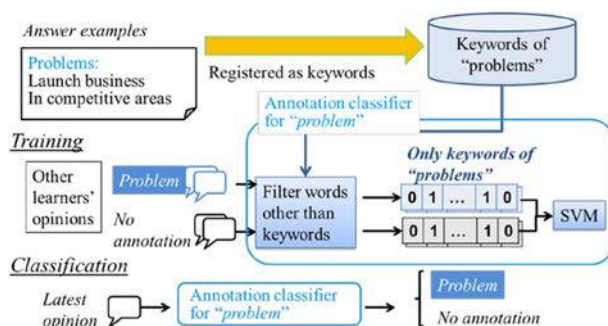 Answer examples
Problems:
Launch business
In competitive areas
Registered as keywords
Keywords of
"problems"
Annotation classifier
for "problem"
Training
Other
learners'
opinions
Problem
No
annotation
Filter words
other than
keywords
Only keywords of
"problems"
0 1 ... 1 0
0 1 ... 1 0
SVM
Classification
Latest
opinion
Annotation classifier
for "problem"
Problem
No annotation